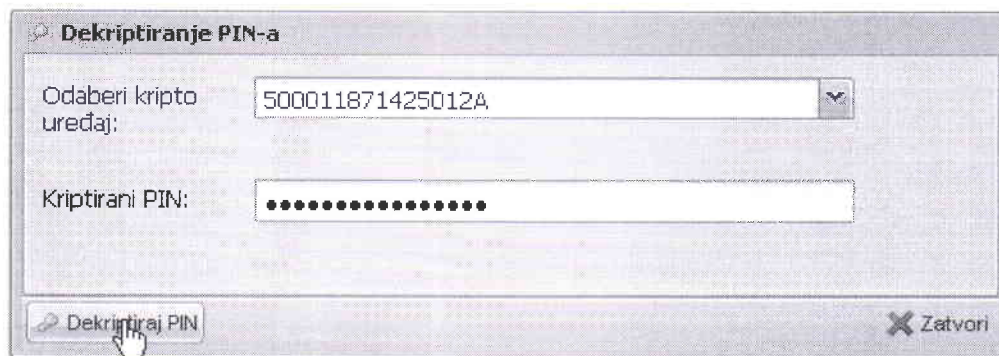 Dekriptiranje PIN-a
Odaberi kripto
uređaj:
500011871425012A
Kriptirani PIN:
••••••••••••••••
Dekriptiraj PIN
Zatvori